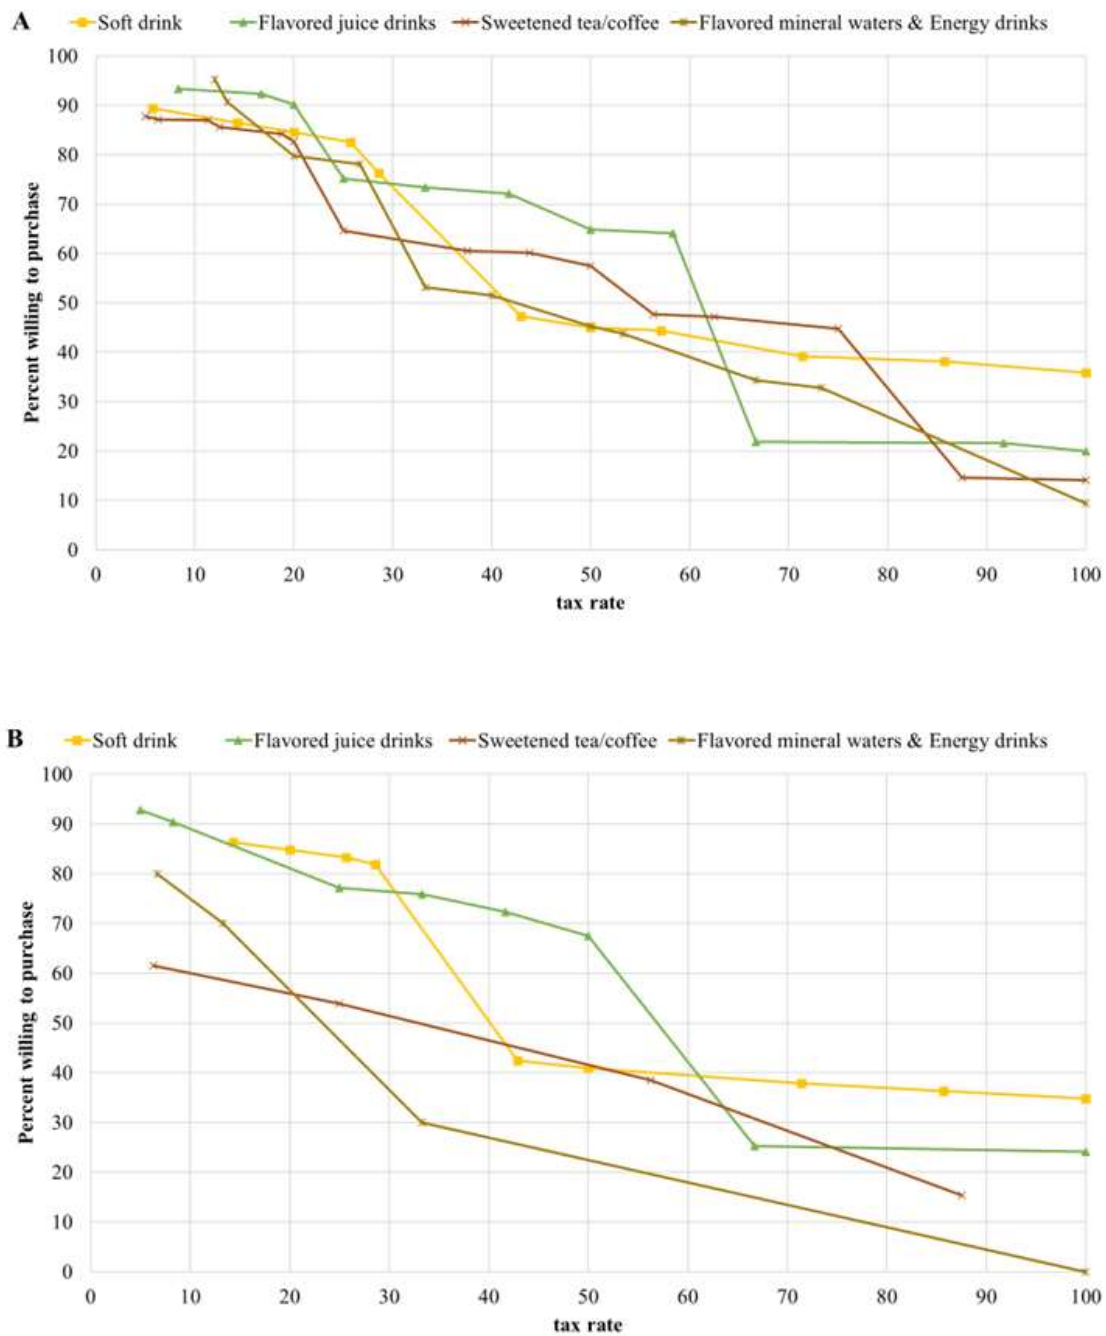 A Soft drink Flavored juice drinks Sweetened tea/coffee Flavored mineral waters & Energy drinks
100
90
80
70
60
50
40
30
20
10
0
Percent willing to purchase
0 10 20 30 40 50 60 70 80 90 100
tax rate
B Soft drink Flavored juice drinks Sweetened tea/coffee Flavored mineral waters & Energy drinks
100
90
80
70
60
50
40
30
20
10
0
Percent willing to purchase
0 10 20 30 40 50 60 70 80 90 100
tax rate